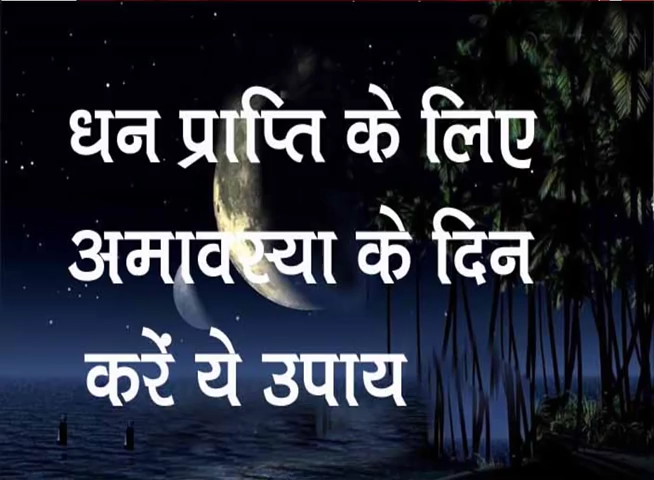 धन प्राप्ति के लिए
अमावस्या के दिन
करें ये उपाय